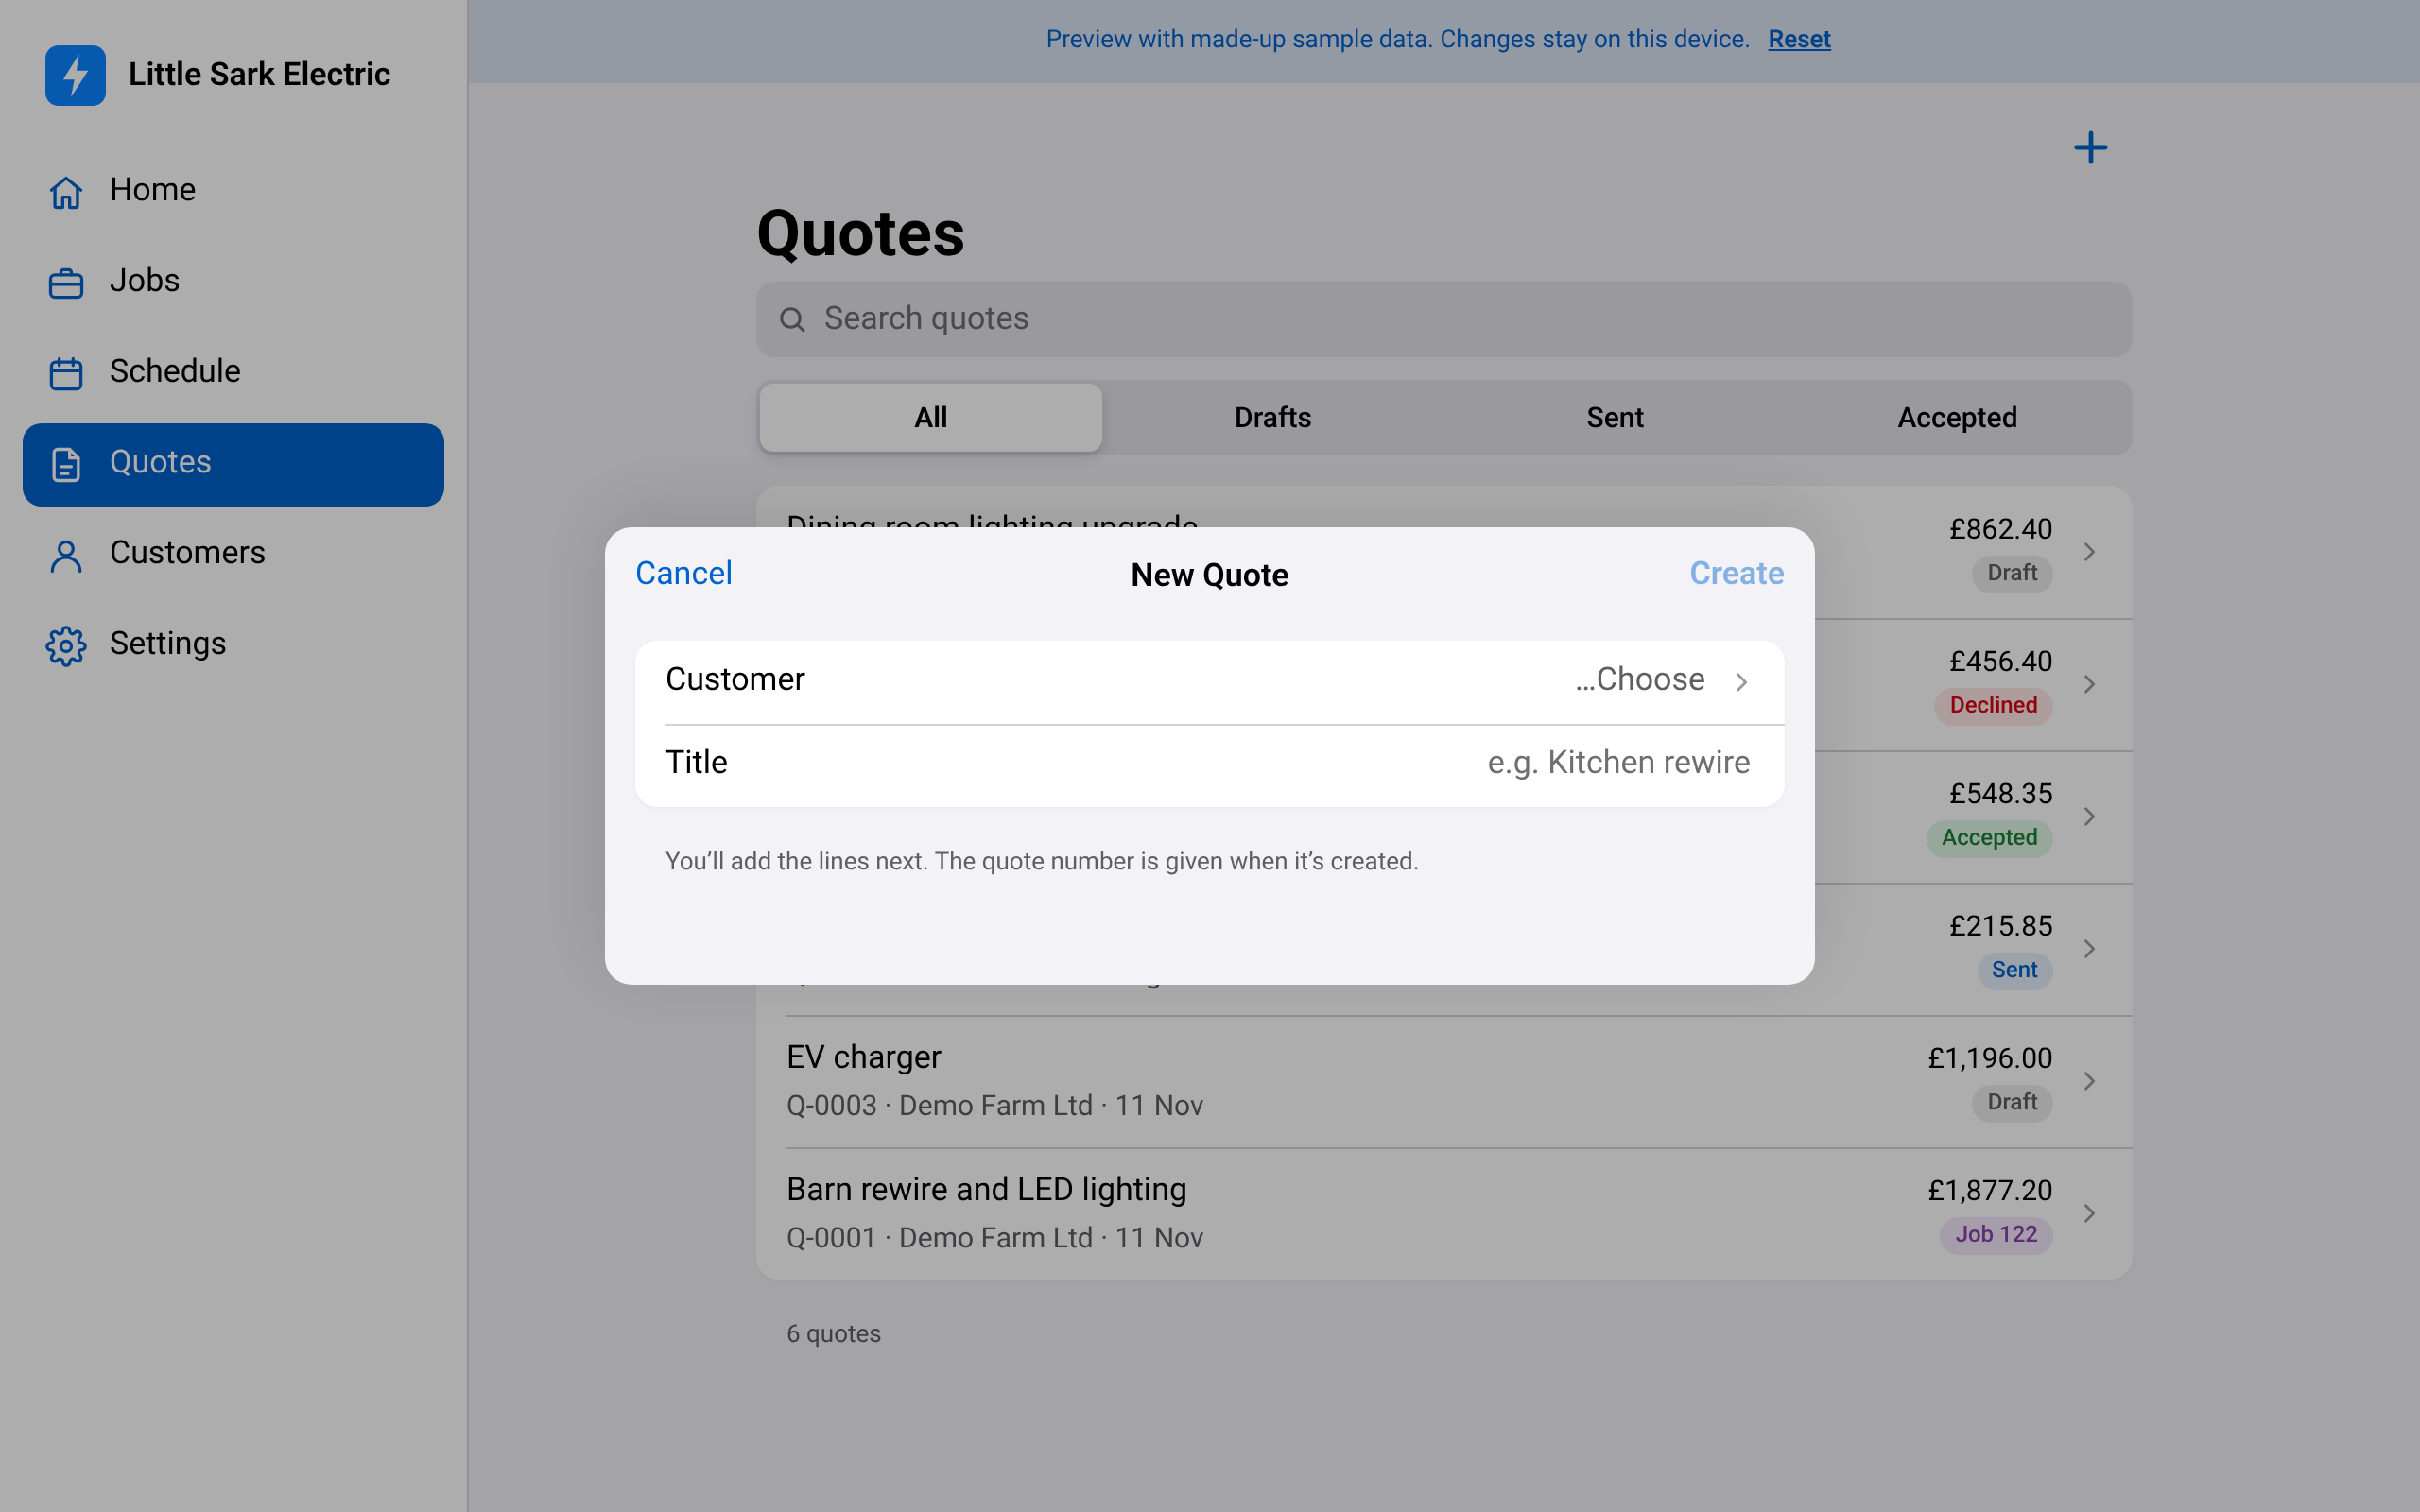 Little Sark Electric
Home
Jobs
Schedule
Quotes
Customers
Settings
Preview with made-up sample data. Changes stay on this device. Reset
Quotes
Search quotes
All Drafts Sent Accepted
Dining room lighting upgrade
£862.40
Draft
£456.40
Declined
£548.35
Accepted
£215.85
Sent
Cancel New Quote Create
Customer …Choose
Title e.g. Kitchen rewire
You’ll add the lines next. The quote number is given when it’s created.
EV charger £1,196.00
Q-0003 · Demo Farm Ltd · 11 Nov Draft
Barn rewire and LED lighting £1,877.20
Q-0001 · Demo Farm Ltd · 11 Nov Job 122
6 quotes